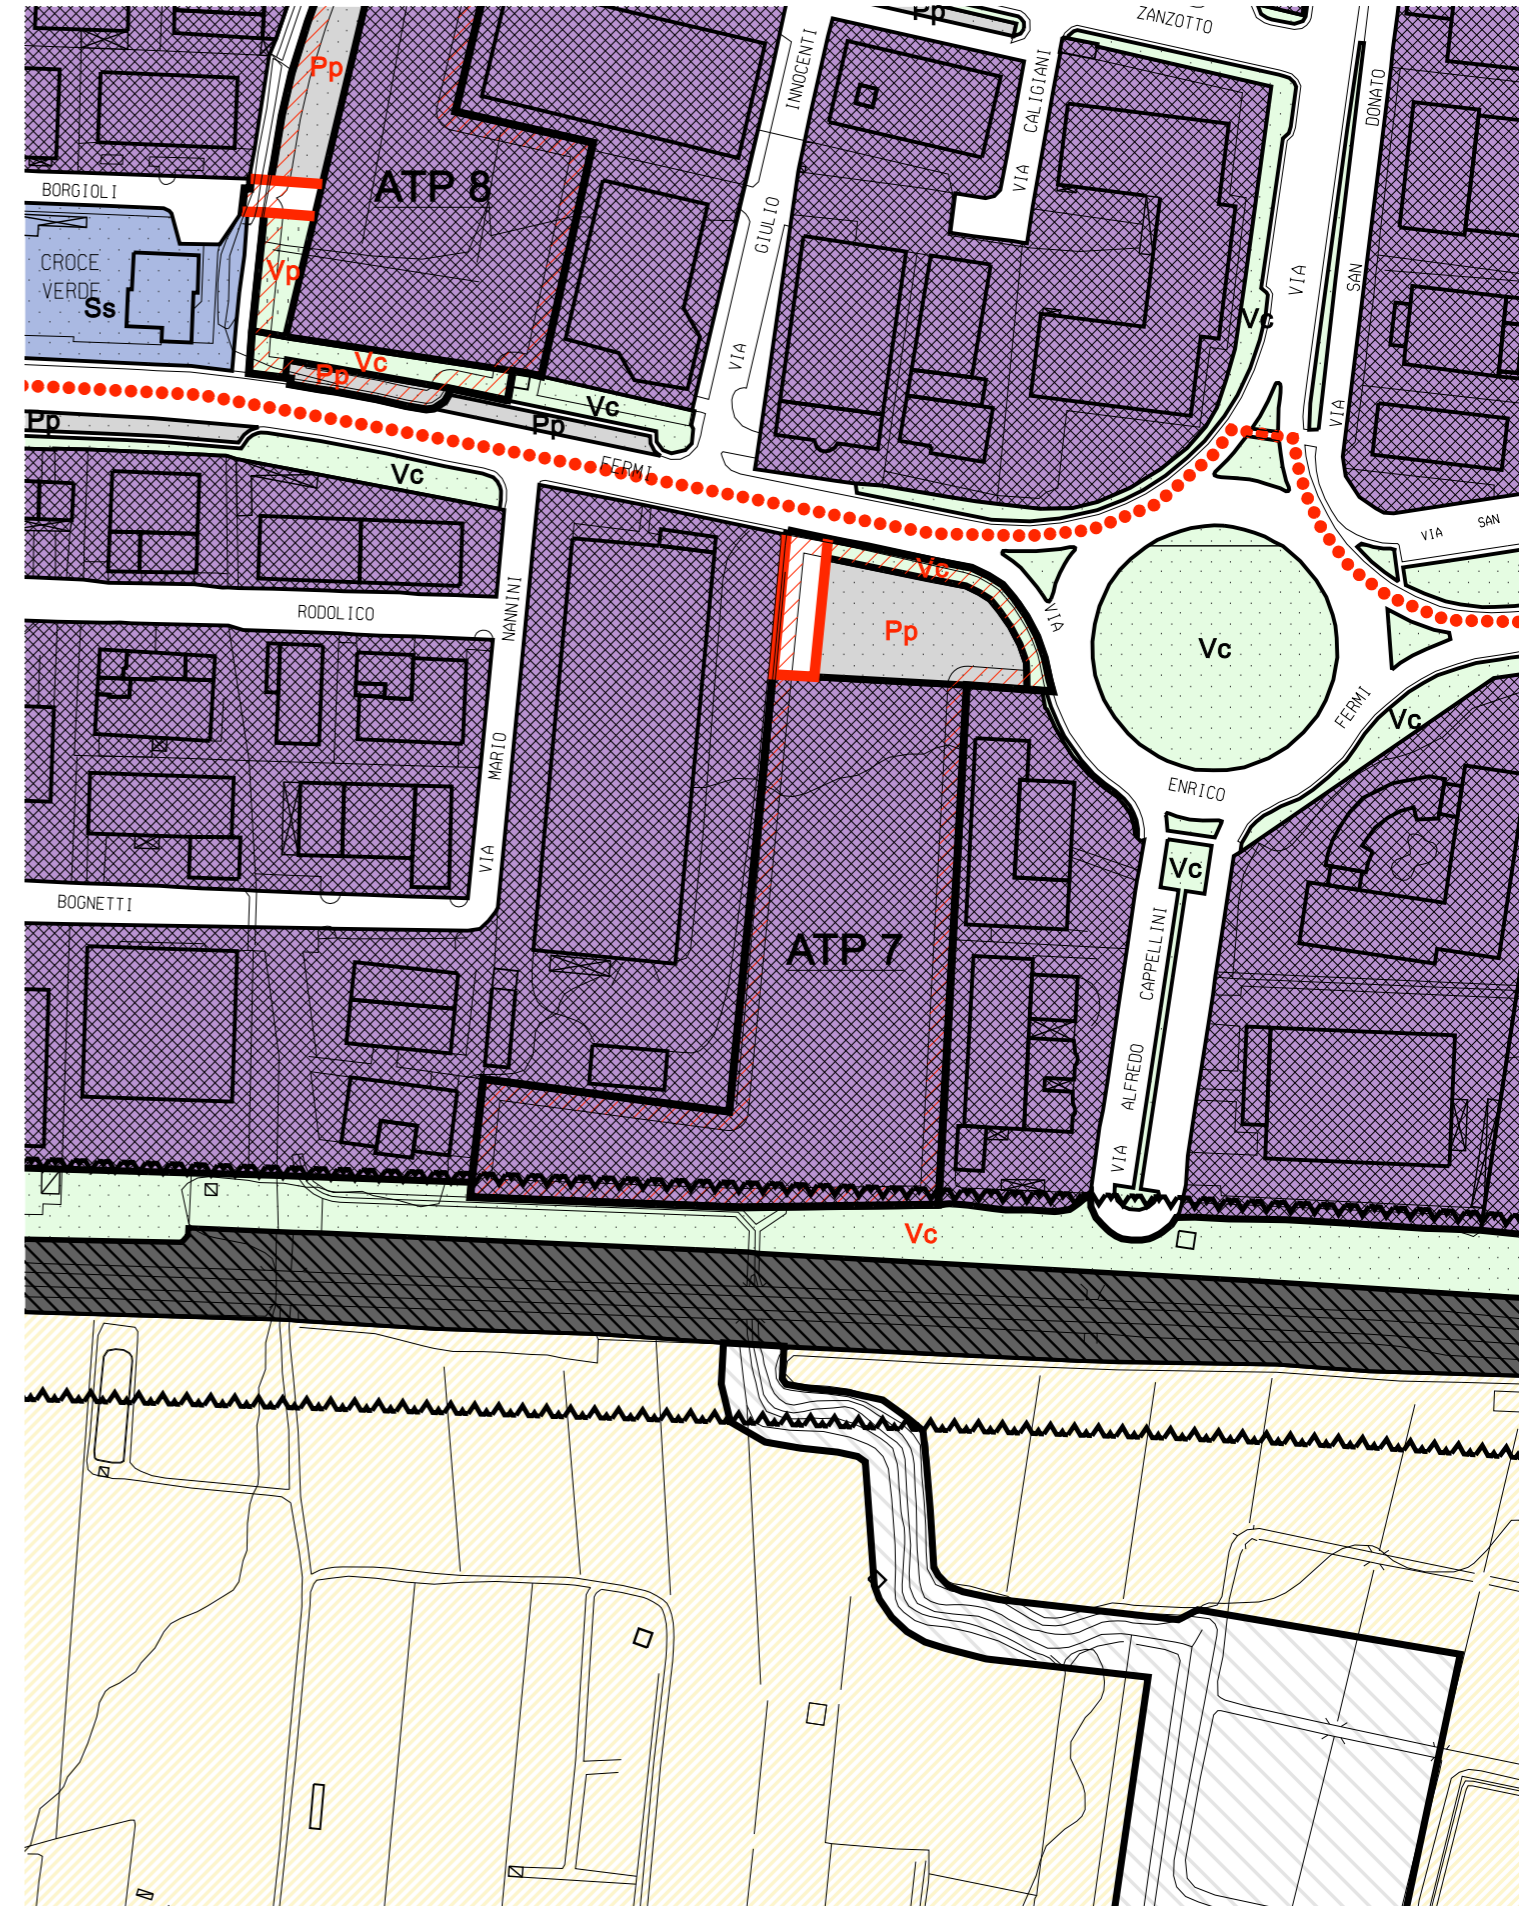 Pp
ZANZOTTO
Pp
INNOCENTI
CALIGIANI
DONATO
BORGIOLI
ATP 8
VIA
GIULIO
CROCE
VERDE
Ss
Vp
VIA
SAN
Vc
Vc
Pp
VIA
Vc
Pp
Pp
VIA
Vc
FERMI
VIA
SAN
Vc
NANNINI
RODOLICO
Pp
VIA
Vc
FERMI
Vc
MARIO
ENRICO
VIA
Vc
BOGNETTI
ATP 7
CAPPELLINI
ALFREDO
VIA
Vc